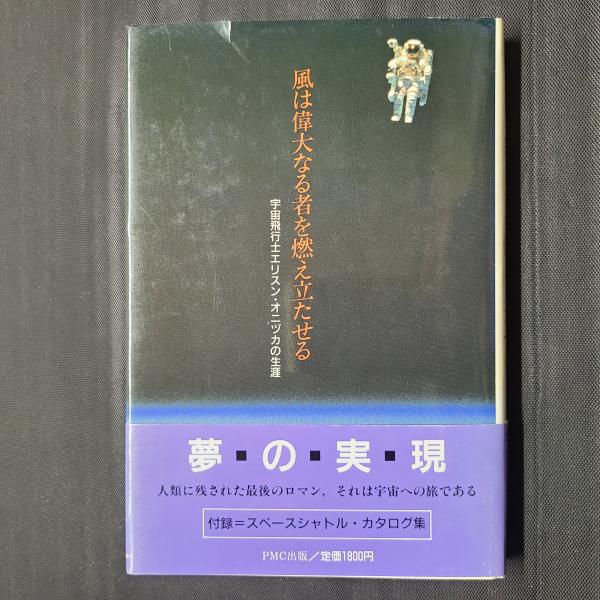 風は偉大なる者を燃え立たせる
宇宙飛行士エリスン・オニヅカの生涯
夢・の・実・現
人類に残された最後のロマン，それは宇宙への旅である
付録＝スペースシャトル・カタログ集
PMC出版／定価1800円